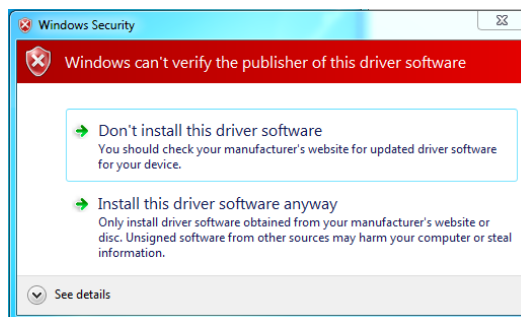 Windows Security
Windows can't verify the publisher of this driver software
Don't install this driver software
You should check your manufacturer's website for updated driver software
for your device.
Install this driver software anyway
Only install driver software obtained from your manufacturer's website or
disc. Unsigned software from other sources may harm your computer or steal
information.
See details